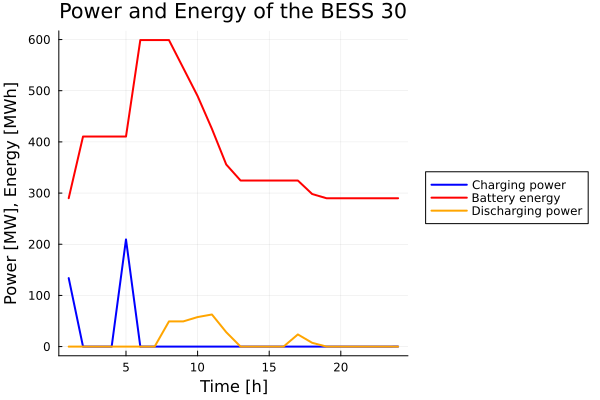 Power and Energy of the BESS 30
Power [MW], Energy [MWh]
600
500
400
300
200
100
0
5
10
15
20
Time [h]
Charging power
Battery energy
Discharging power